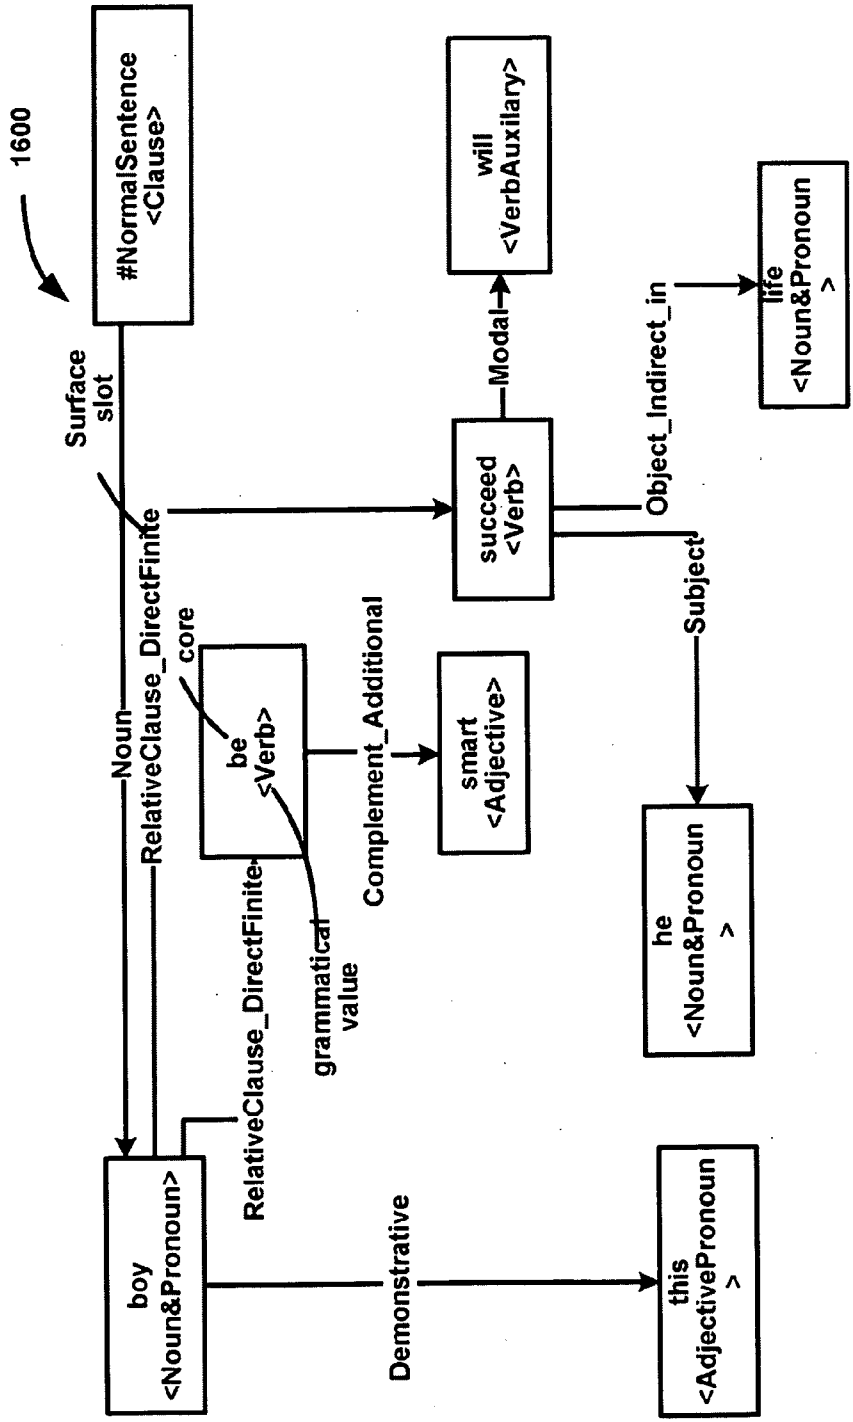 1600
#NormalSentence
<Clause>
Surface
slot
Noun
RelativeClause_DirectFinite
core
boy
<Noun&Pronoun>
be
<Verb>
RelativeClause_DirectFinite
grammatical
value
Complement_Additional
Demonstrative
smart
<Adjective>
succeed
<Verb>
Modal
will
<VerbAuxilary>
Subject
Object_Indirect_in
this
<AdjectivePronoun
>
he
<Noun&Pronoun
>
life
<Noun&Pronoun
>